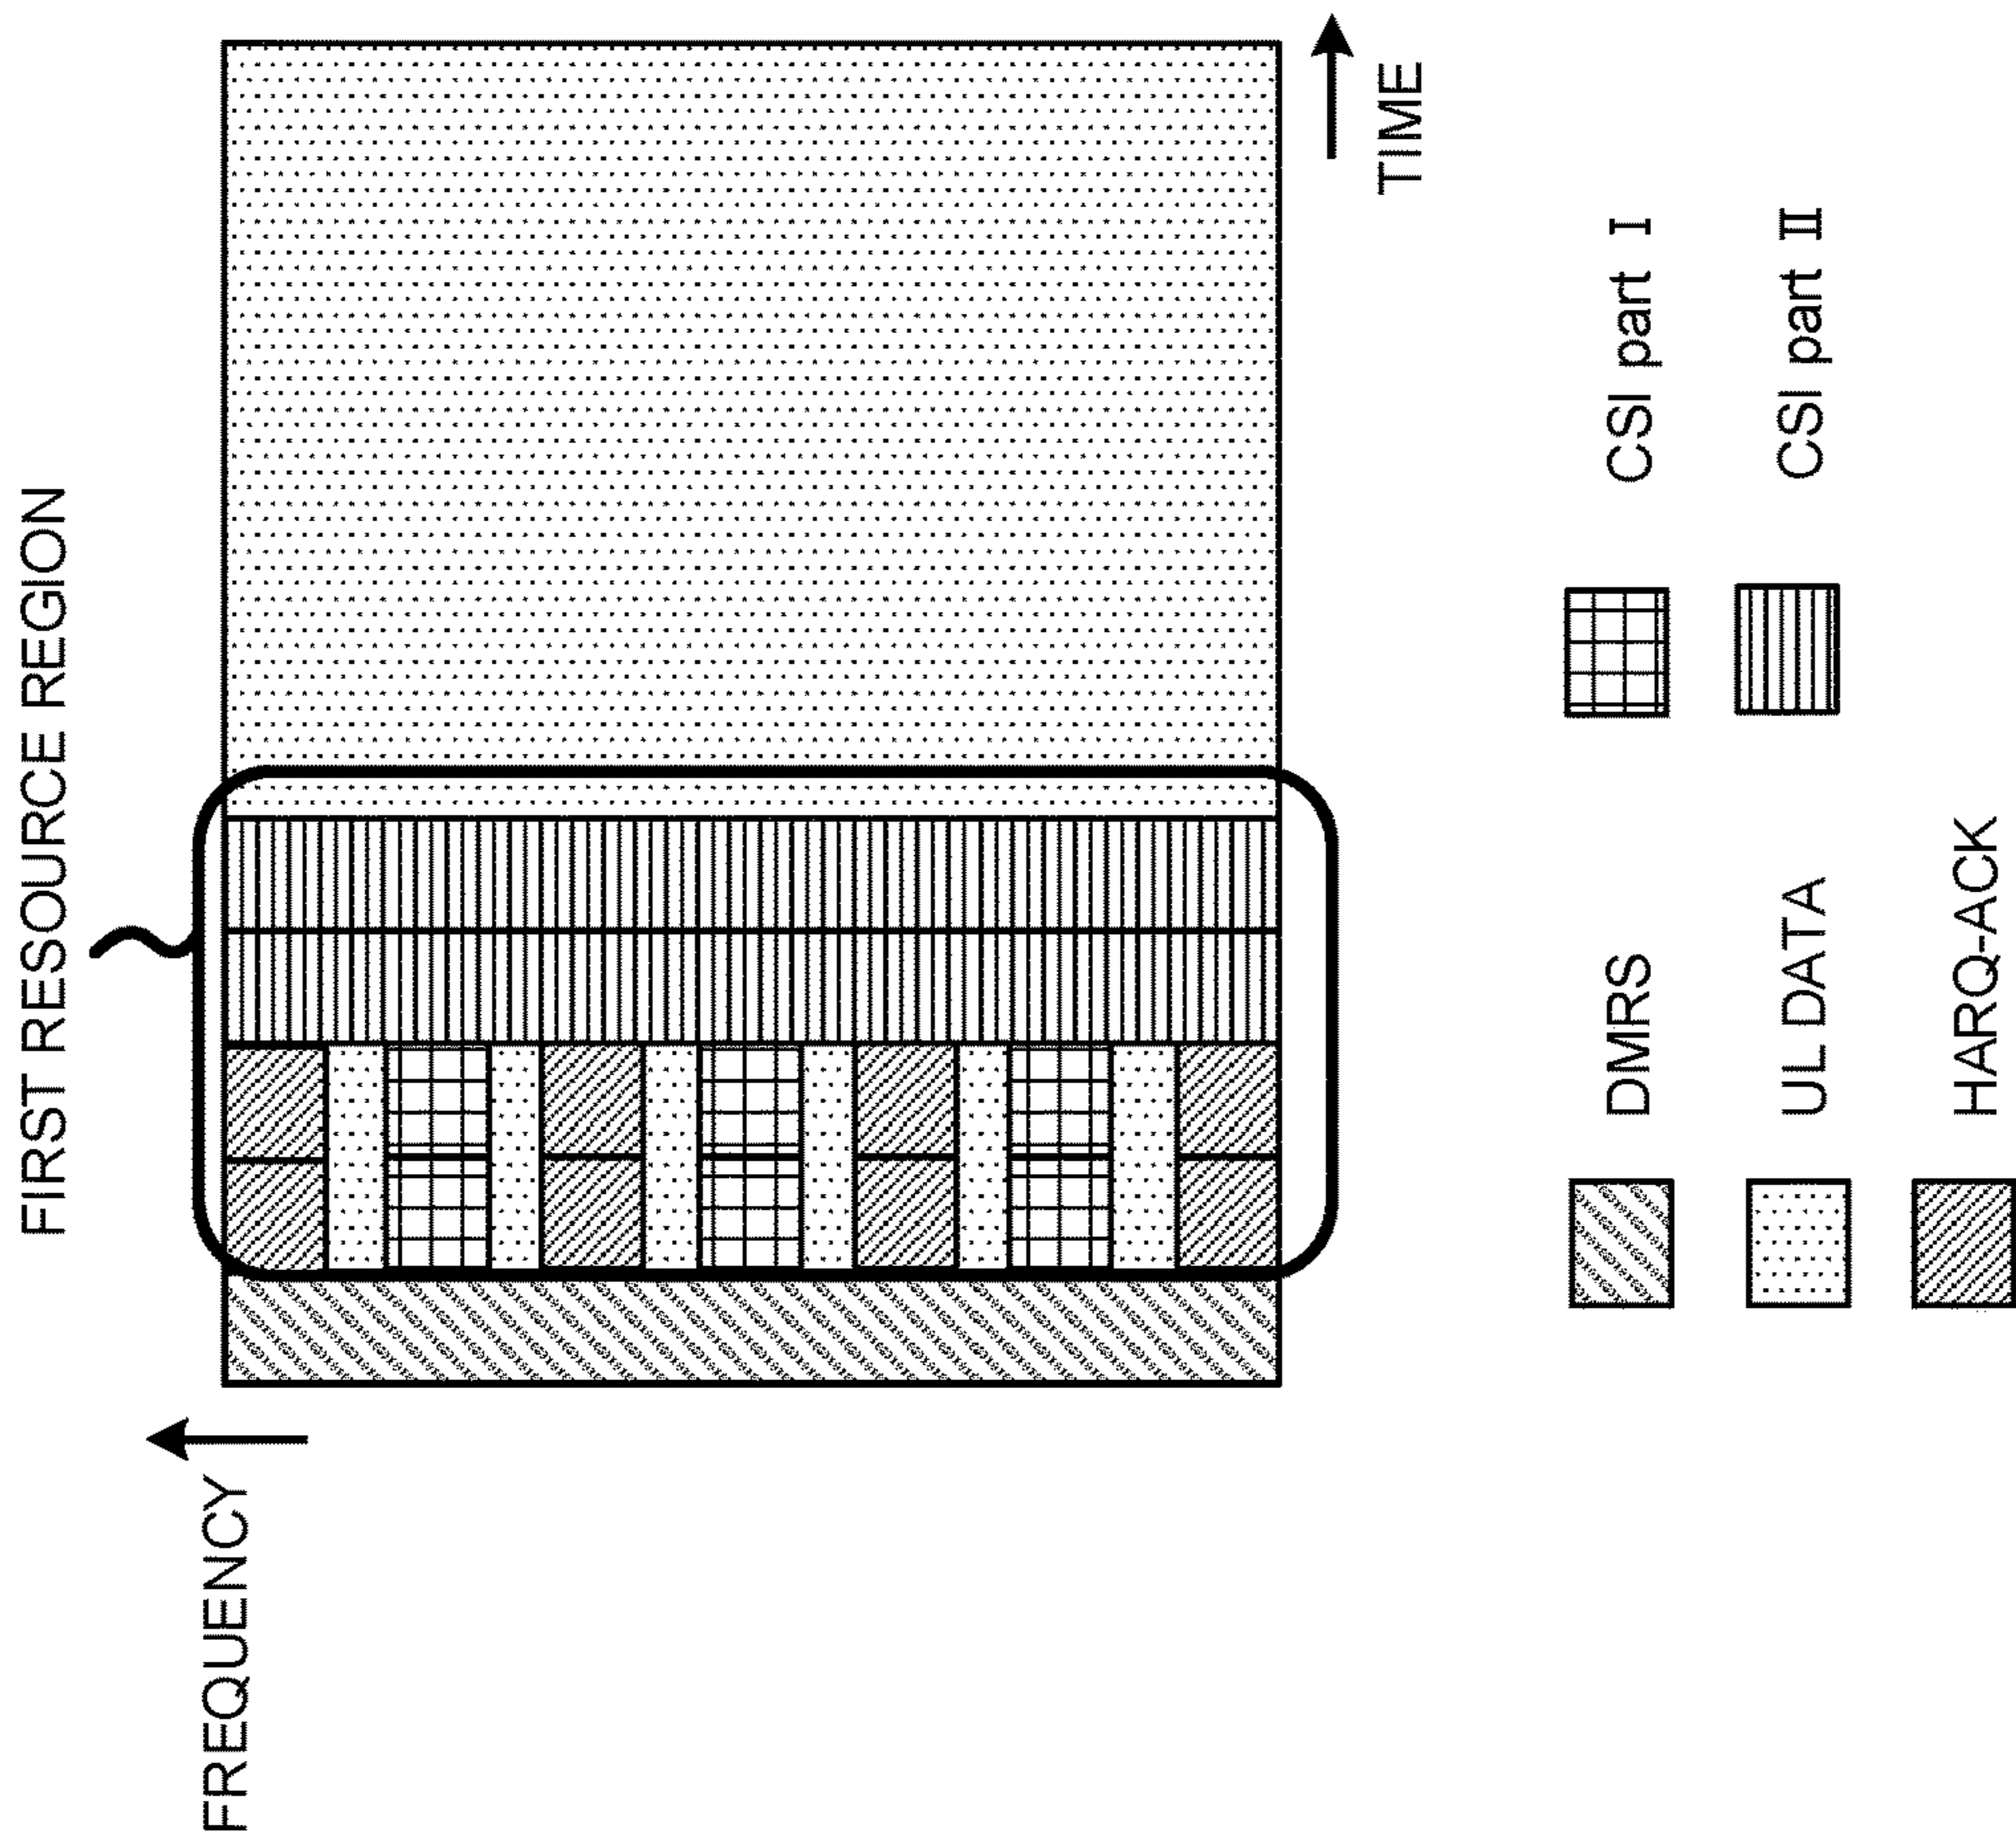 FIRST RESOURCE REGION
FREQUENCY
TIME
DMRS
UL DATA
HARQ-ACK
CSI part I
CSI part II